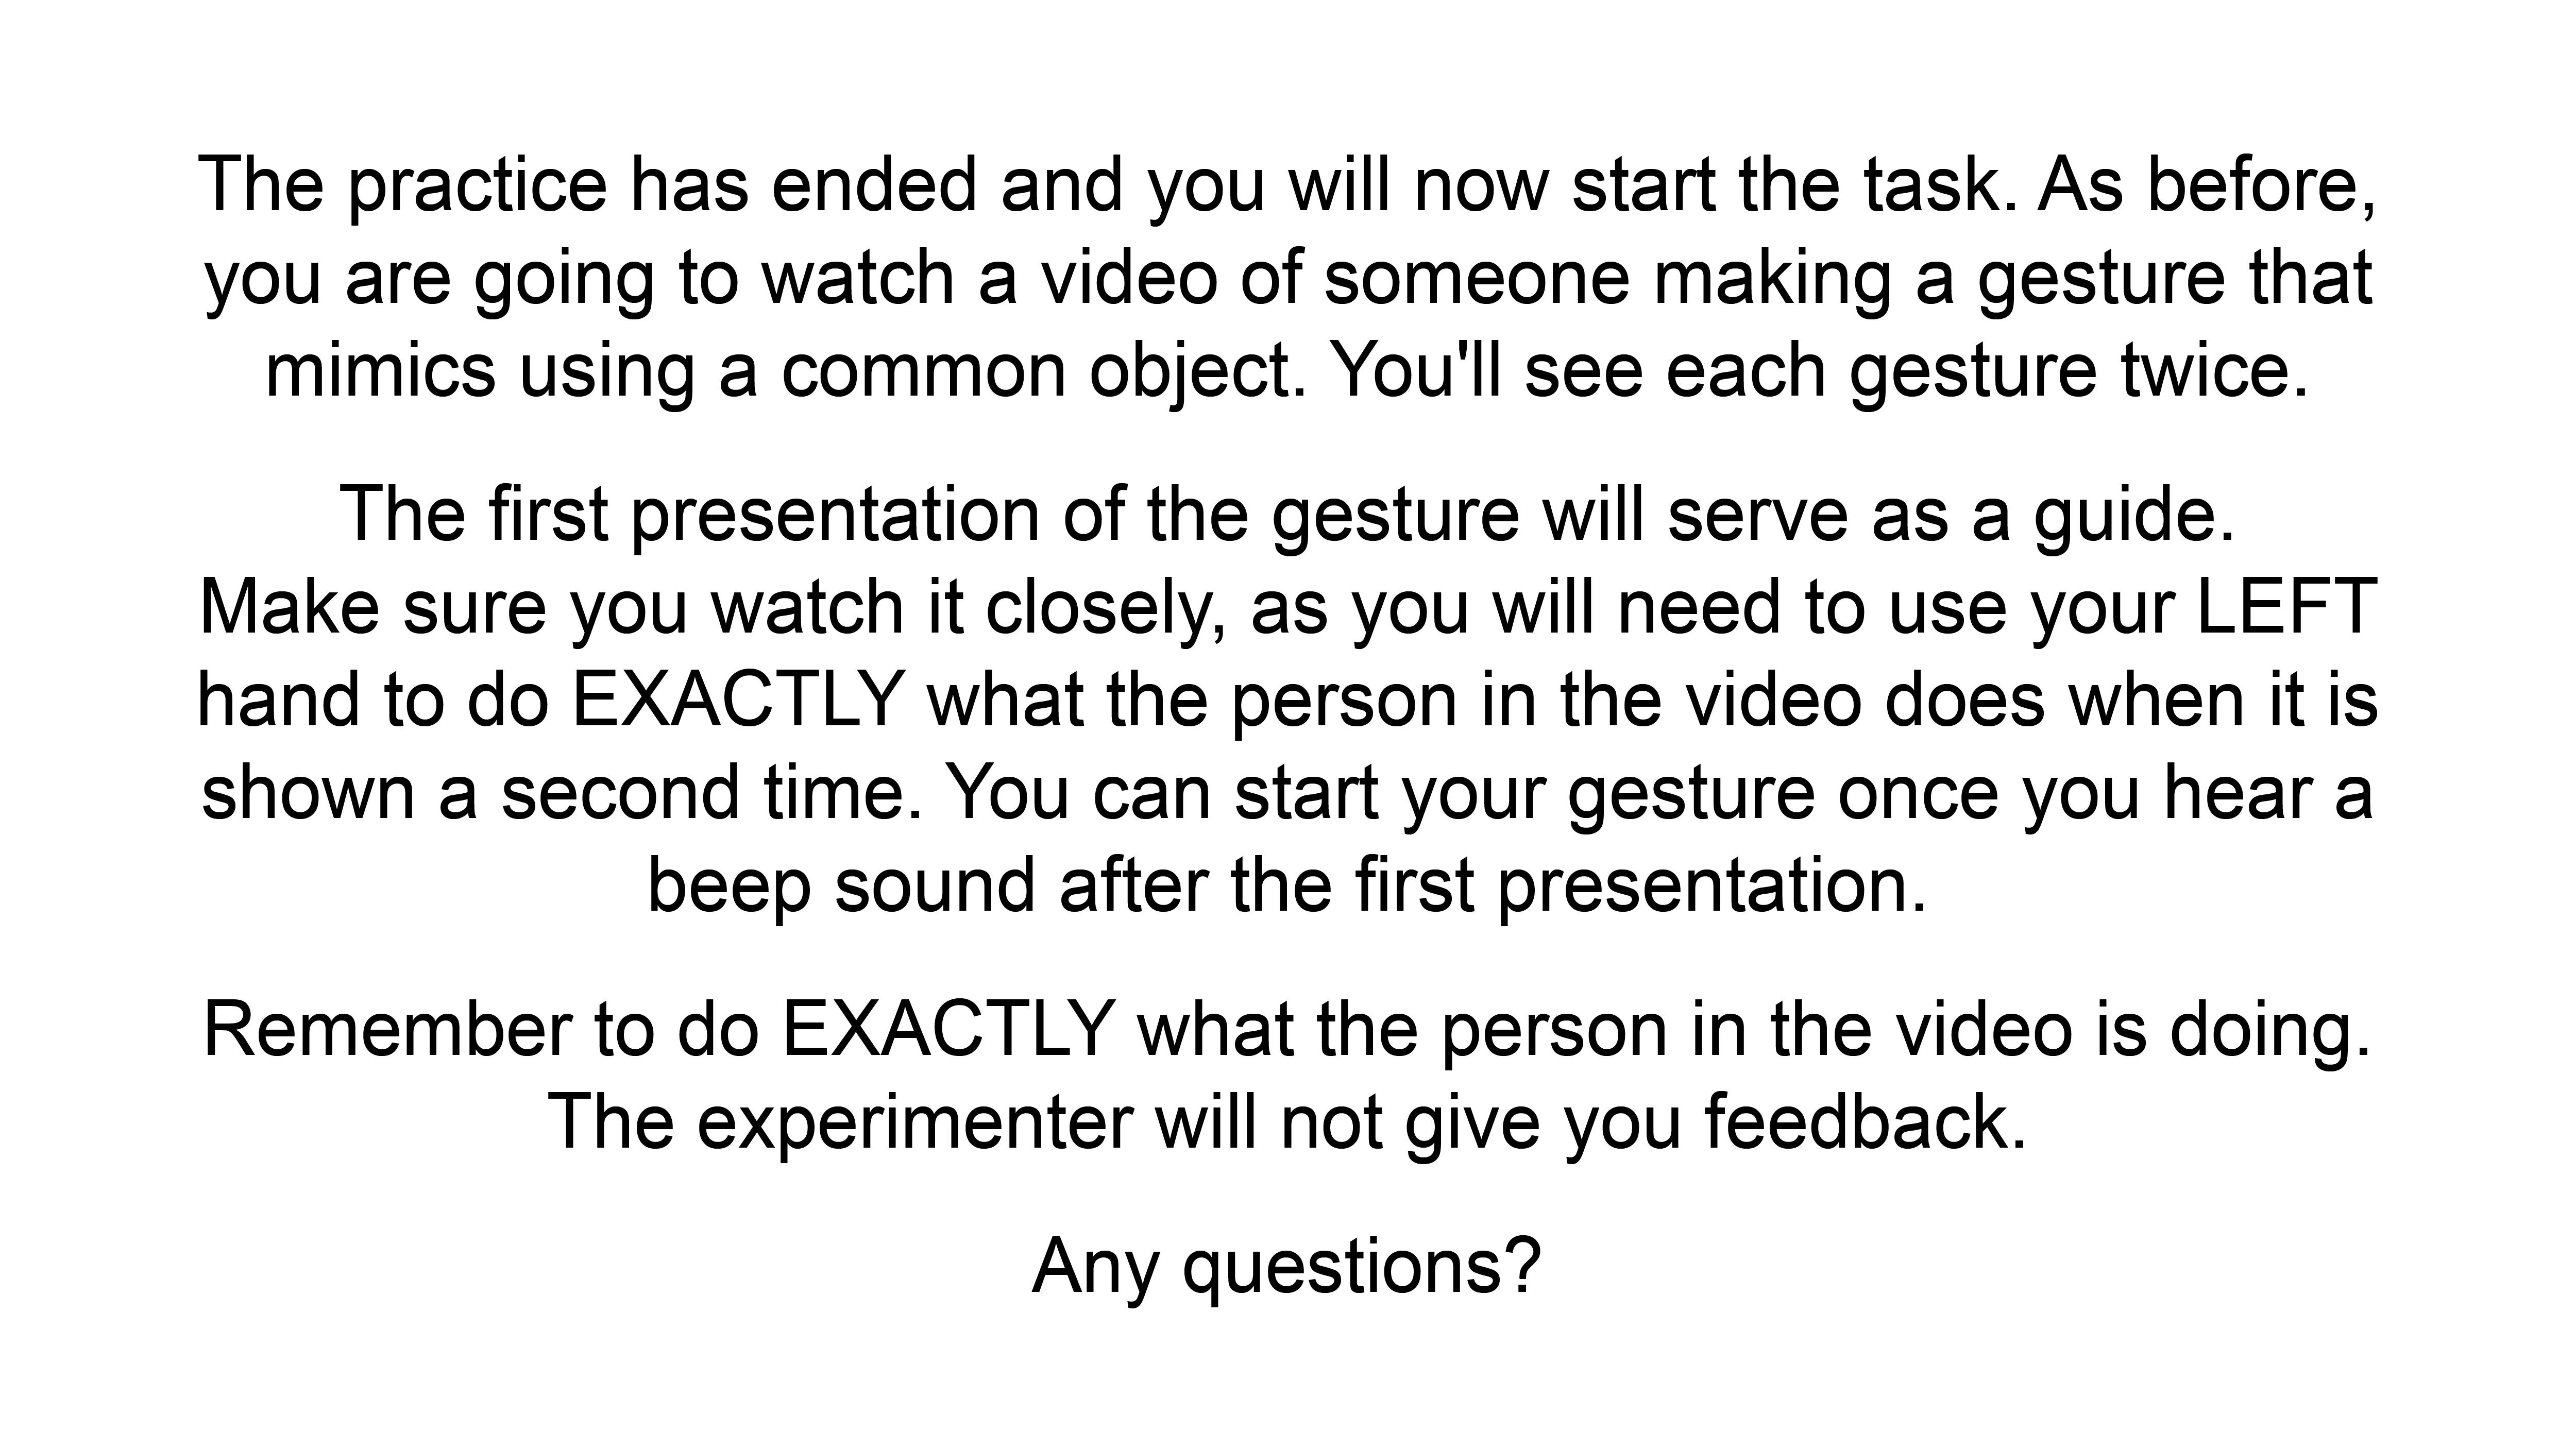 The practice has ended and you will now start the task. As before,
you are going to watch a video of someone making a gesture that
mimics using a common object. You'll see each gesture twice.
The first presentation of the gesture will serve as a guide.
Make sure you watch it closely, as you will need to use your LEFT
hand to do EXACTLY what the person in the video does when it is
shown a second time. You can start your gesture once you hear a
beep sound after the first presentation.
Remember to do EXACTLY what the person in the video is doing.
The experimenter will not give you feedback.
Any questions?